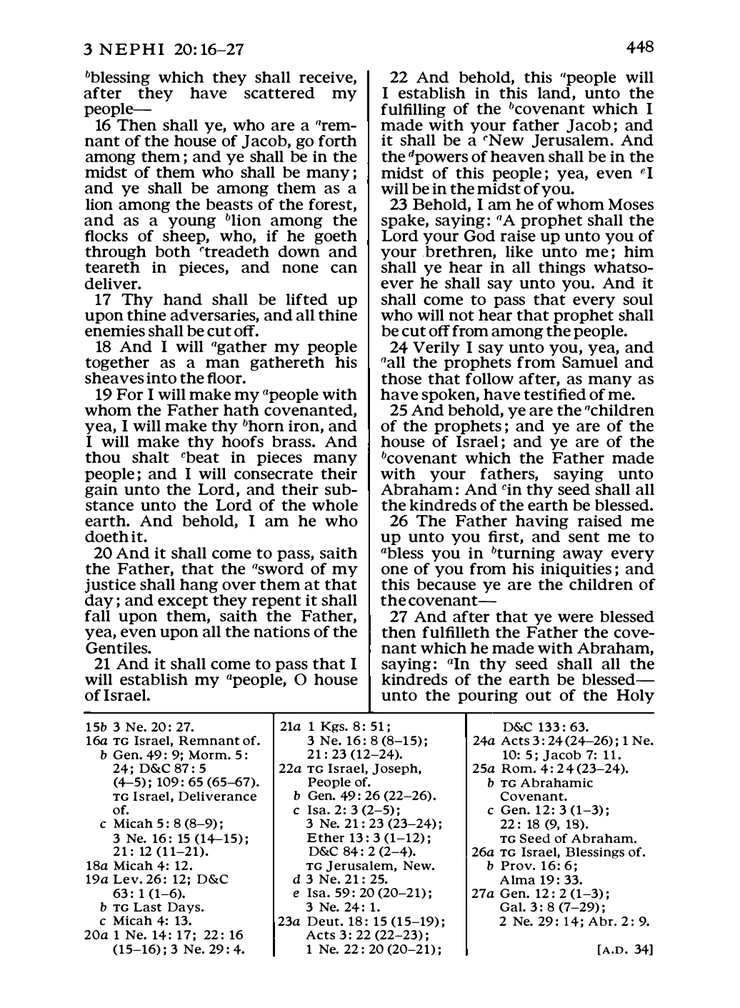 3 NEPHI 20:16–27
448
bblessing which they shall receive,
after they have scattered my
people—
16 Then shall ye, who are a arem-
nant of the house of Jacob, go forth
among them; and ye shall be in the
midst of them who shall be many;
and ye shall be among them as a
lion among the beasts of the forest,
and as a young blion among the
flocks of sheep, who, if he goeth
through both ctreadeth down and
teareth in pieces, and none can
deliver.
17 Thy hand shall be lifted up
upon thine adversaries, and all thine
enemies shall be cut off.
18 And I will agather my people
together as a man gathereth his
sheaves into the floor.
19 For I will make my apeople with
whom the Father hath covenanted,
yea, I will make thy bhorn iron, and
I will make thy hoofs brass. And
thou shalt cbeat in pieces many
people; and I will consecrate their
gain unto the Lord, and their sub-
stance unto the Lord of the whole
earth. And behold, I am he who
doeth it.
20 And it shall come to pass, saith
the Father, that the asword of my
justice shall hang over them at that
day; and except they repent it shall
fall upon them, saith the Father,
yea, even upon all the nations of the
Gentiles.
21 And it shall come to pass that I
will establish my apeople, O house
of Israel.
22 And behold, this apeople will
I establish in this land, unto the
fulfilling of the bcovenant which I
made with your father Jacob; and
it shall be a cNew Jerusalem. And
the dpowers of heaven shall be in the
midst of this people; yea, even eI
will be in the midst of you.
23 Behold, I am he of whom Moses
spake, saying: aA prophet shall the
Lord your God raise up unto you of
your brethren, like unto me; him
shall ye hear in all things whatso-
ever he shall say unto you. And it
shall come to pass that every soul
who will not hear that prophet shall
be cut off from among the people.
24 Verily I say unto you, yea, and
aall the prophets from Samuel and
those that follow after, as many as
have spoken, have testified of me.
25 And behold, ye are the achildren
of the prophets; and ye are of the
house of Israel; and ye are of the
bcovenant which the Father made
with your fathers, saying unto
Abraham: And cin thy seed shall all
the kindreds of the earth be blessed.
26 The Father having raised me
up unto you first, and sent me to
abless you in bturning away every
one of you from his iniquities; and
this because ye are the children of
the covenant—
27 And after that ye were blessed
then fulfilleth the Father the cove-
nant which he made with Abraham,
saying: aIn thy seed shall all the
kindreds of the earth be blessed—
unto the pouring out of the Holy
15b 3 Ne. 20: 27.
16a TG Israel, Remnant of.
b Gen. 49: 9; Morm. 5:
24; D&C 87: 5
(4–5); 109: 65 (65–67).
TG Israel, Deliverance
of.
c Micah 5: 8 (8–9);
3 Ne. 16: 15 (14–15);
21: 12 (11–21).
18a Micah 4: 12.
19a Lev. 26: 12; D&C
63: 1 (1–6).
b TG Last Days.
c Micah 4: 13.
20a 1 Ne. 14: 17; 22: 16
(15–16); 3 Ne. 29: 4.
21a 1 Kgs. 8: 51;
3 Ne. 16: 8 (8–15);
21: 23 (12–24).
22a TG Israel, Joseph,
People of.
b Gen. 49: 26 (22–26).
c Isa. 2: 3 (2–5);
3 Ne. 21: 23 (23–24);
Ether 13: 3 (1–12);
D&C 84: 2 (2–4).
TG Jerusalem, New.
d 3 Ne. 21: 25.
e Isa. 59: 20 (20–21);
3 Ne. 24: 1.
23a Deut. 18: 15 (15–19);
Acts 3: 22 (22–23);
1 Ne. 22: 20 (20–21);
D&C 133: 63.
24a Acts 3: 24 (24–26); 1 Ne.
10: 5; Jacob 7: 11.
25a Rom. 4: 24 (23–24).
b TG Abrahamic
Covenant.
c Gen. 12: 3 (1–3);
22: 18 (9, 18).
TG Seed of Abraham.
26a TG Israel, Blessings of.
b Prov. 16: 6;
Alma 19: 33.
27a Gen. 12: 2 (1–3);
Gal. 3: 8 (7–29);
2 Ne. 29: 14; Abr. 2: 9.
[A.D. 34]